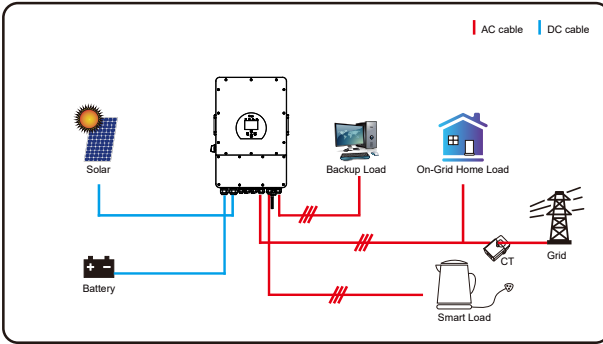 AC cable
DC cable
Solar
Backup Load
On-Grid Home Load
CT
Grid
Battery
Smart Load